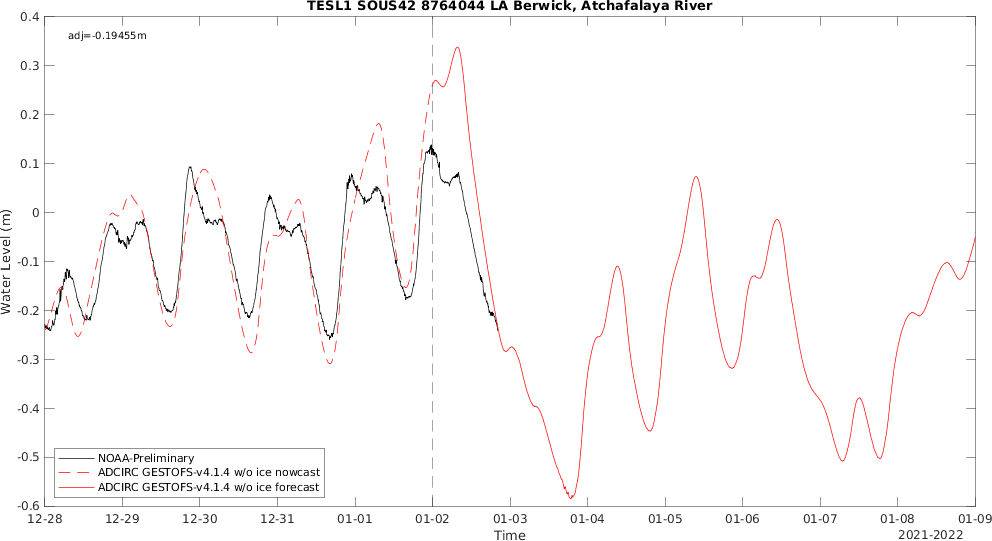 TESL1 SOUS42 8764044 LA Berwick, Atchafalaya River
adj=-0.19455m
0.4
0.3
0.2
0.1
0
-0.1
-0.2
-0.3
-0.4
-0.5
-0.6
Water Level (m)
NOAA-Preliminary
ADCIRC GESTOFS-v4.1.4 w/o ice nowcast
ADCIRC GESTOFS-v4.1.4 w/o ice forecast
12-28 12-29 12-30 12-31 01-01 01-02 01-03 01-04 01-05 01-06 01-07 01-08 01-09
Time
2021-2022